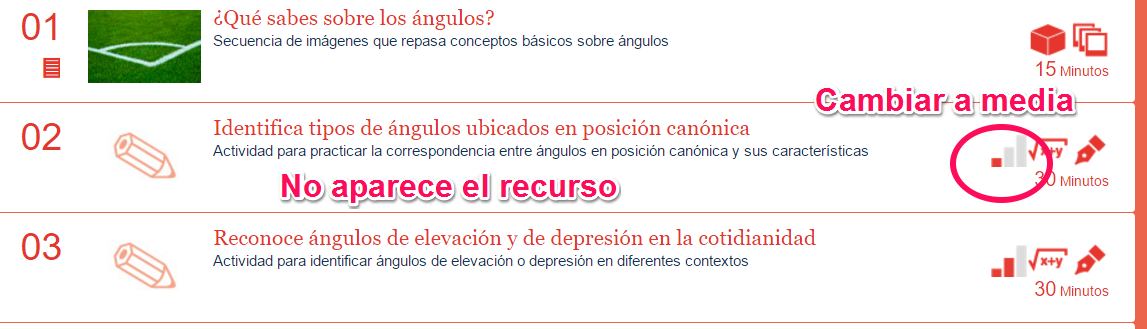 01
¿Qué sabes sobre los ángulos?
Secuencia de imágenes que repasa conceptos básicos sobre ángulos
15 Minutos
Cambiar a media
02
Identifica tipos de ángulos ubicados en posición canónica
Actividad para practicar la correspondencia entre ángulos en posición canónica y sus características
√x+y
30 Minutos
No aparece el recurso
03
Reconoce ángulos de elevación y de depresión en la cotidianidad
Actividad para identificar ángulos de elevación o depresión en diferentes contextos
√x+y
30 Minutos